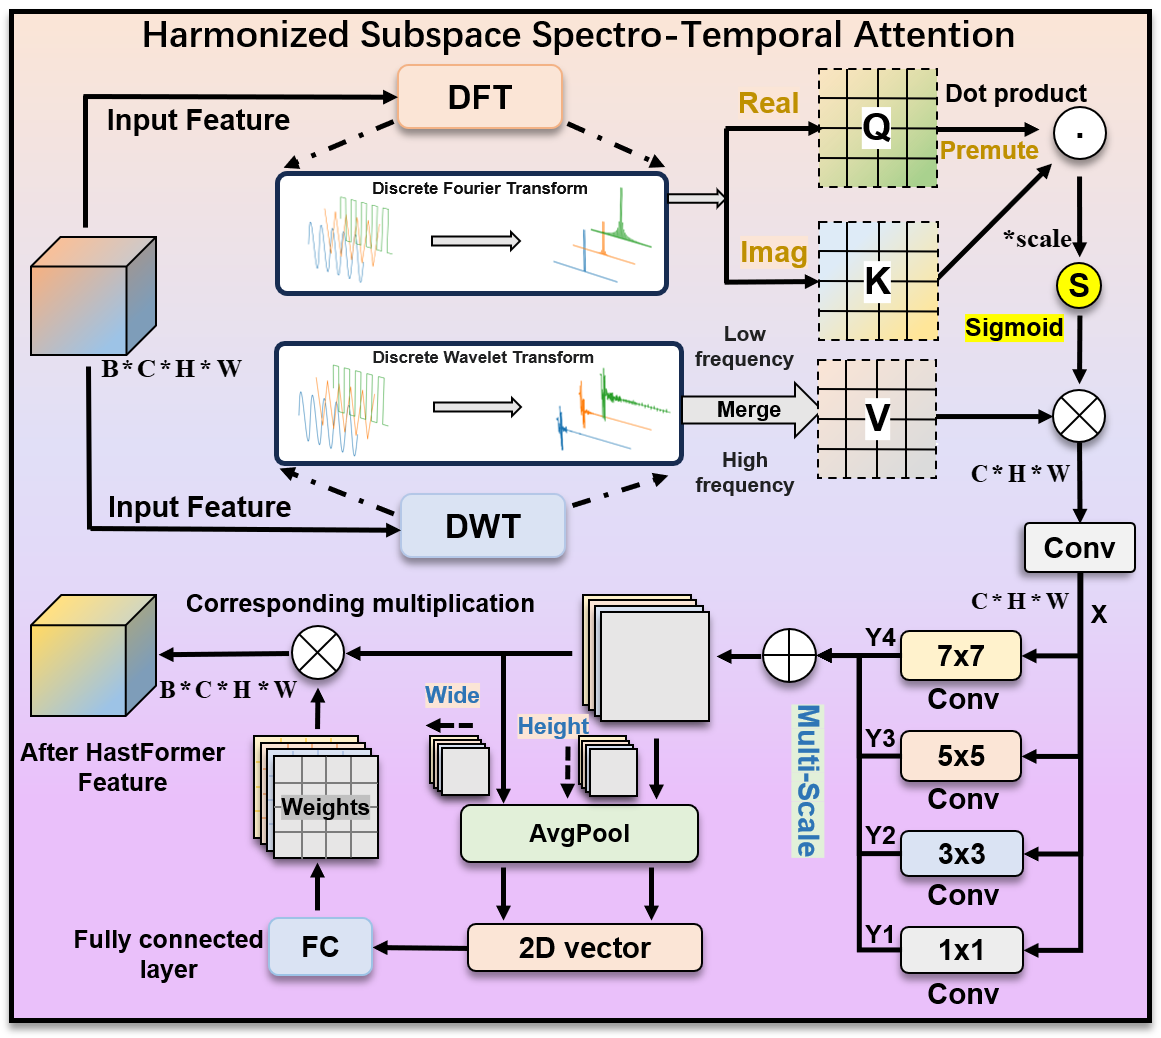 Harmonized Subspace Spectro-Temporal Attention
DFT
Input Feature
Real
Q
Dot product
Premute
.
Discrete Fourier Transform
Imag
K
*scale
S
Sigmoid
B*C*H*W
Discrete Wavelet Transform
Low
frequency
Merge
V
High
frequency
C*H*W
Input Feature
DWT
Conv
C*H*W
X
Corresponding multiplication
Y4
7x7
Conv
B*C*H*W
Wide
Height
Multi-Scale
Y3
5x5
Conv
After HastFormer
Feature
Weights
AvgPool
Y2
3x3
Conv
Fully connected
layer
FC
2D vector
Y1
1x1
Conv